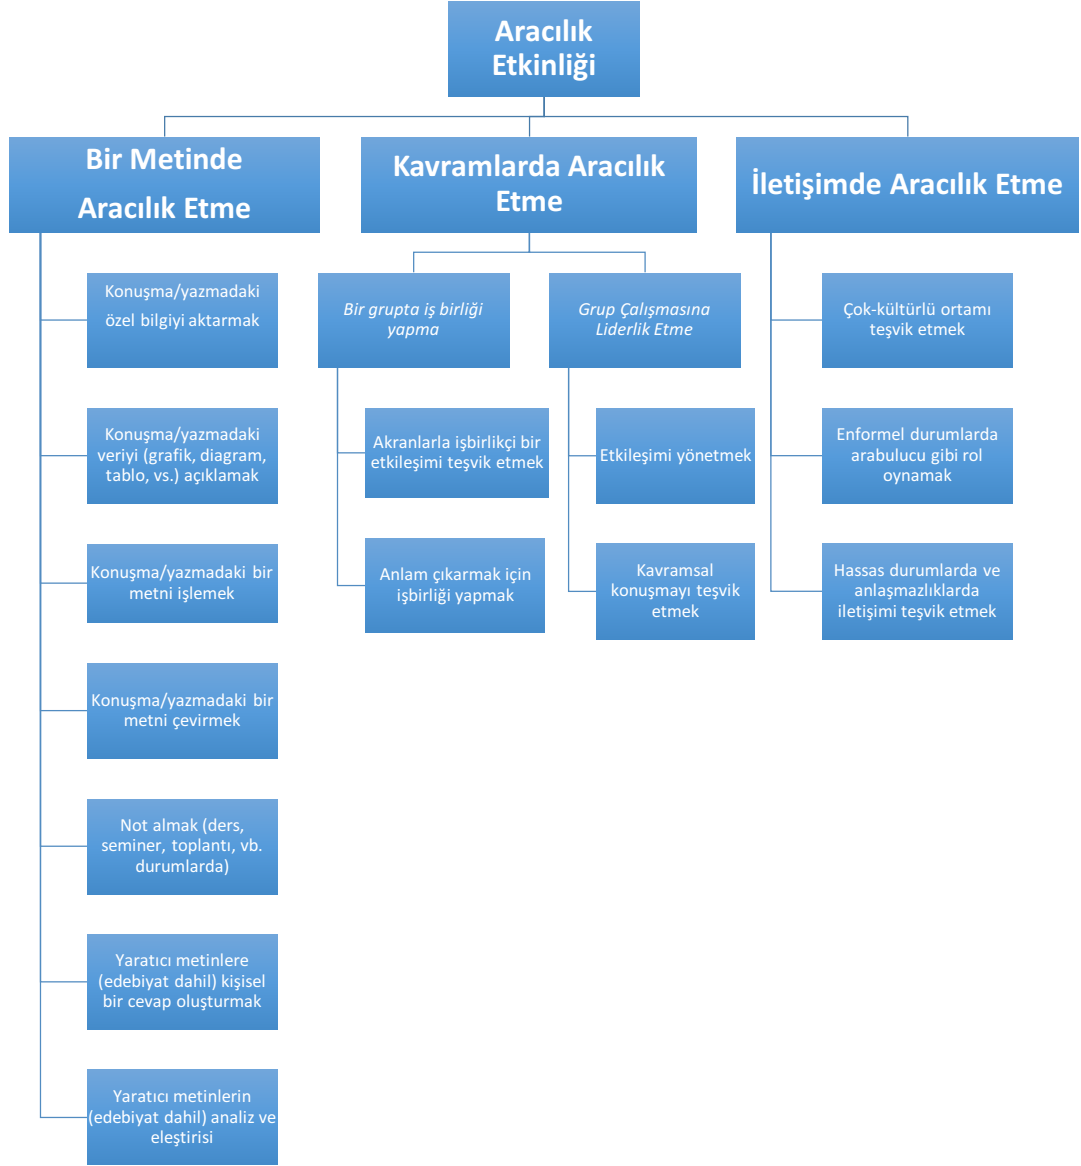 Aracılık
Etkinliği
Bir Metinde
Aracılık Etme
Konuşma/yazmadaki
özel bilgiyi aktarmak
Konuşma/yazmadaki
veriyi (grafik, diagram,
tablo, vs.) açıklamak
Konuşma/yazmadaki bir
metni işlemek
Konuşma/yazmadaki bir
metni çevirmek
Not almak (ders,
seminer, toplantı, vb.
durumlarda)
Yaratıcı metinlere
(edebiyat dahil) kişisel
bir cevap oluşturmak
Yaratıcı metinlerin
(edebiyat dahil) analiz ve
eleştirisi
Kavramlarda Aracılık
Etme
Bir grupta iş birliği
yapma
Akranlarla işbirlikçi bir
etkileşimi teşvik etmek
Anlam çıkarmak için
işbirliği yapmak
Grup Çalışmasına
Liderlik Etme
Etkileşimi yönetmek
Kavramsal
konuşmayı teşvik
etmek
İletişimde Aracılık Etme
Çok-kültürlü ortamı
teşvik etmek
Enformel durumlarda
arabulucu gibi rol
oynamak
Hassas durumlarda ve
anlaşmazlıklarda
iletişimi teşvik etmek